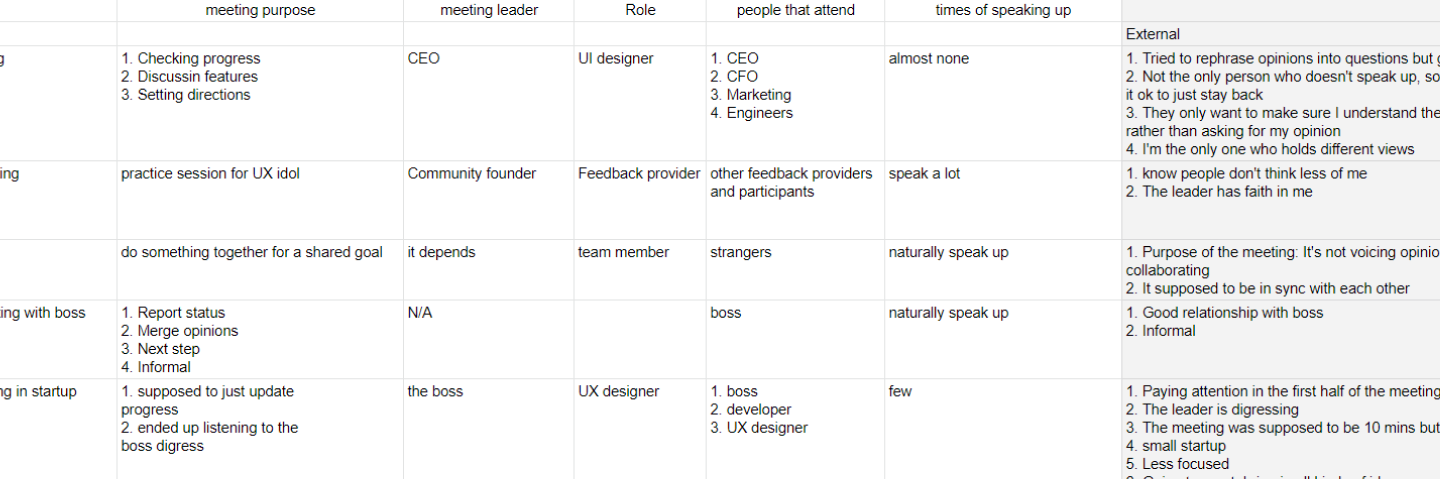 meeting purpose meeting leader Role people that attend times of speaking up
External
1. Checking progress
2. Discussin features
3. Setting directions
CEO
UI designer
1. CEO
2. CFO
3. Marketing
4. Engineers
almost none
1. Tried to rephrase opinions into questions but
2. Not the only person who doesn't speak up, so
it ok to just stay back
3. They only want to make sure I understand the
rather than asking for my opinion
4. I'm the only one who holds different views
ing
practice session for UX idol
Community founder
Feedback provider
other feedback providers
and participants
speak a lot
1. know people don't think less of me
2. The leader has faith in me
do something together for a shared goal
it depends
team member
strangers
naturally speak up
1. Purpose of the meeting: It's not voicing opinio
collaborating
2. It supposed to be in sync with each other
ing with boss
1. Report status
2. Merge opinions
3. Next step
4. Informal
N/A
boss
naturally speak up
1. Good relationship with boss
2. Informal
ng in startup
1. supposed to just update
progress
2. ended up listening to the
boss digress
the boss
UX designer
1. boss
2. developer
3. UX designer
few
1. Paying attention in the first half of the meeting
2. The leader is digressing
3. The meeting was supposed to be 10 mins but
4. small startup
5. Less focused